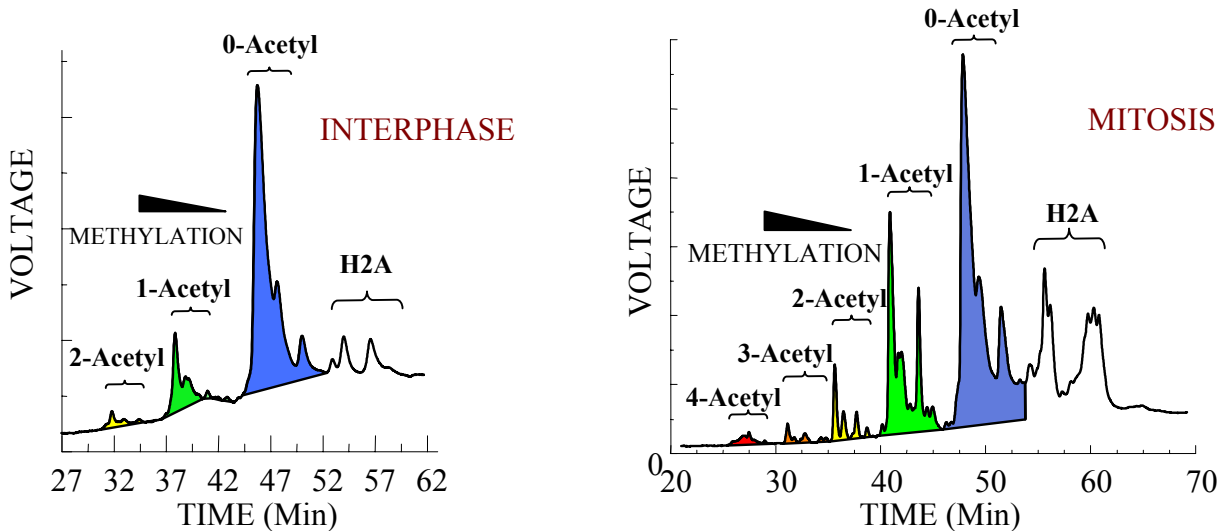 0-Acetyl
INTERPHASE
VOLTAGE
METHYLATION
H2A
1-Acetyl
2-Acetyl
27 32 37 42 47 52 57 62
TIME (Min)
0-Acetyl
MITOSIS
1-Acetyl
VOLTAGE
H2A
METHYLATION
2-Acetyl
3-Acetyl
4-Acetyl
0
20 30 40 50 60 70
TIME (Min)